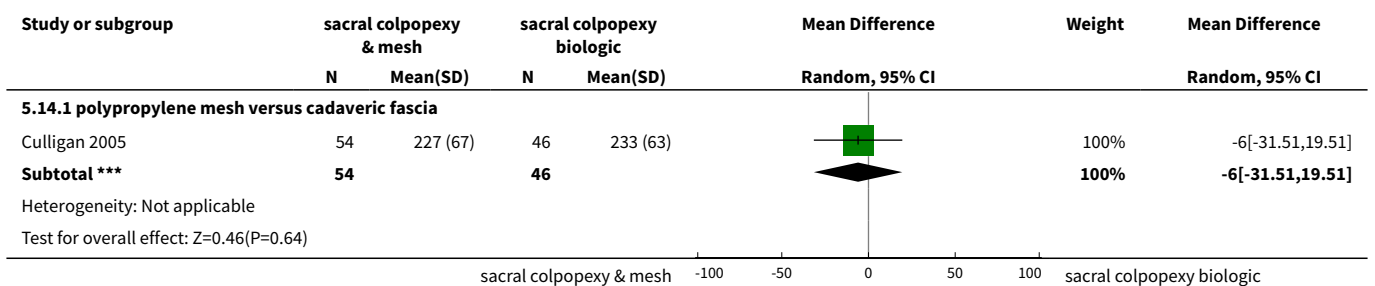 Study or subgroup sacral colpopexy & mesh sacral colpopexy biologic Mean Difference Weight Mean Difference
N Mean(SD) N Mean(SD) Random, 95% CI Random, 95% CI
5.14.1 polypropylene mesh versus cadaveric fascia
Culligan 2005 54 227 (67) 46 233 (63) 100% -6[-31.51,19.51]
Subtotal *** 54 46 100% -6[-31.51,19.51]
Heterogeneity: Not applicable
Test for overall effect: Z=0.46(P=0.64)
sacral colpopexy & mesh -100 -50 0 50 100 sacral colpopexy biologic